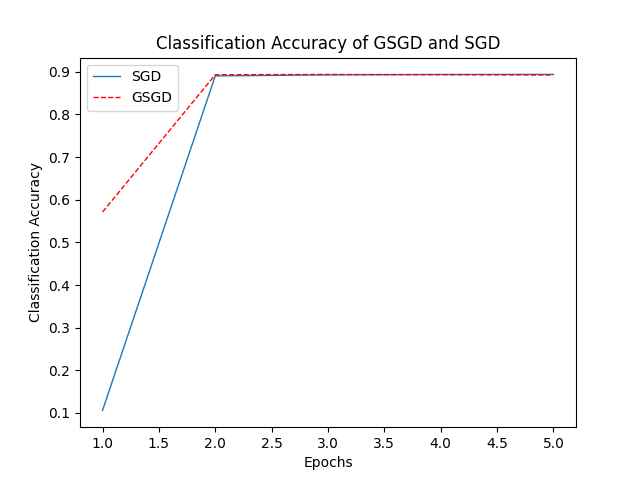 Classification Accuracy of GSGD and SGD
SGD
GSGD
Classification Accuracy
0.9
0.8
0.7
0.6
0.5
0.4
0.3
0.2
0.1
1.0 1.5 2.0 2.5 3.0 3.5 4.0 4.5 5.0
Epochs